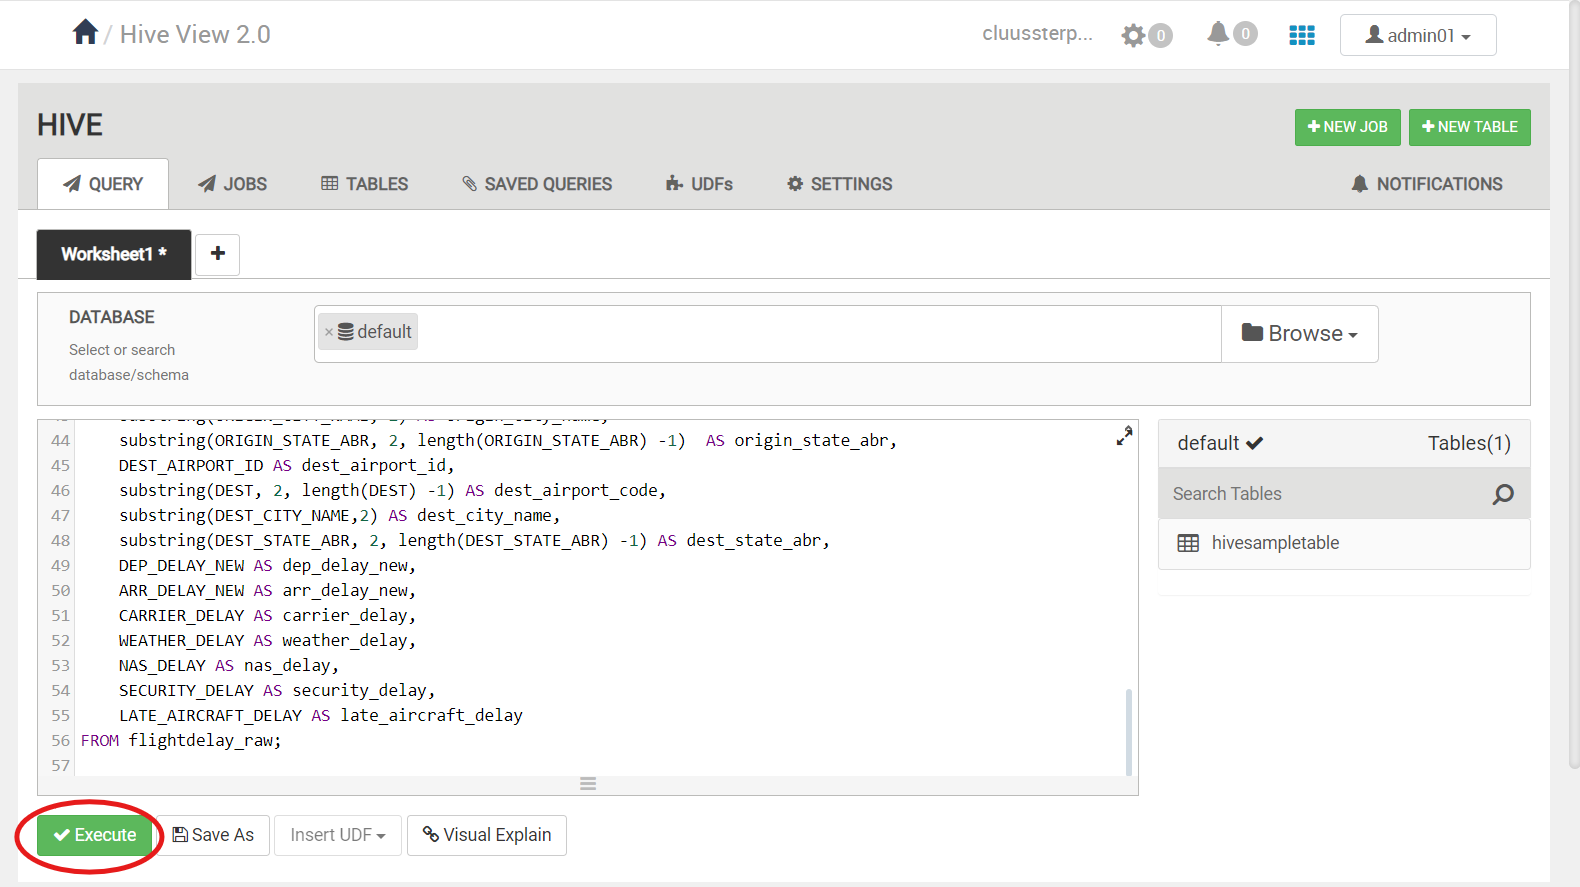 / Hive View 2.0
cluussterp...
0
0
admin01
HIVE
NEW JOB
NEW TABLE
QUERY
JOBS
TABLES
SAVED QUERIES
UDFs
SETTINGS
NOTIFICATIONS
Worksheet1 *
+
DATABASE
Select or search
database/schema
× default
Browse
44 substring(ORIGIN_STATE_ABR, 2, length(ORIGIN_STATE_ABR) -1)  AS origin_state_abr,
45 DEST_AIRPORT_ID AS dest_airport_id,
46 substring(DEST, 2, length(DEST) -1) AS dest_airport_code,
47 substring(DEST_CITY_NAME,2) AS dest_city_name,
48 substring(DEST_STATE_ABR, 2, length(DEST_STATE_ABR) -1) AS dest_state_abr,
49 DEP_DELAY_NEW AS dep_delay_new,
50 ARR_DELAY_NEW AS arr_delay_new,
51 CARRIER_DELAY AS carrier_delay,
52 WEATHER_DELAY AS weather_delay,
53 NAS_DELAY AS nas_delay,
54 SECURITY_DELAY AS security_delay,
55 LATE_AIRCRAFT_DELAY AS late_aircraft_delay
56 FROM flightdelay_raw;
57
default
Tables(1)
Search Tables
hivesampletable
Execute
Save As
Insert UDF
Visual Explain